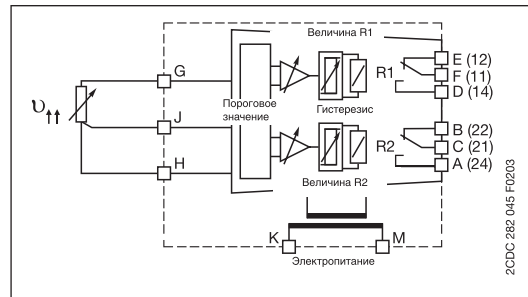 Величина R1
G
E (12)
R1
F (11)
D (14)
Пороговое
значение
Гистерезис
ʋ
J
B (22)
R2
C (21)
A (24)
H
Величина R2
K
M
Электропитание
2CDC 282 045 F0203